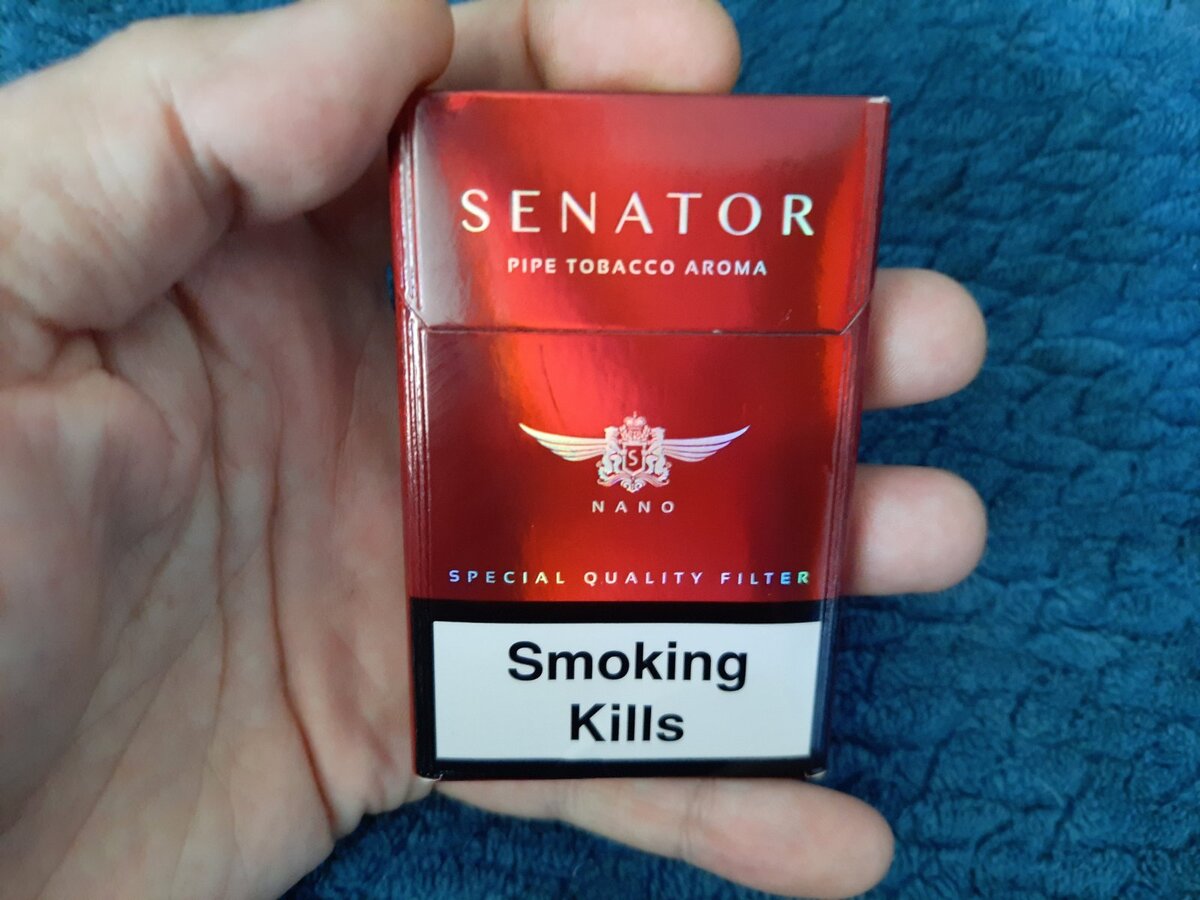 SENATOR
PIPE TOBACCO AROMA
S
NANO
SPECIAL QUALITY FILTER
Smoking
Kills